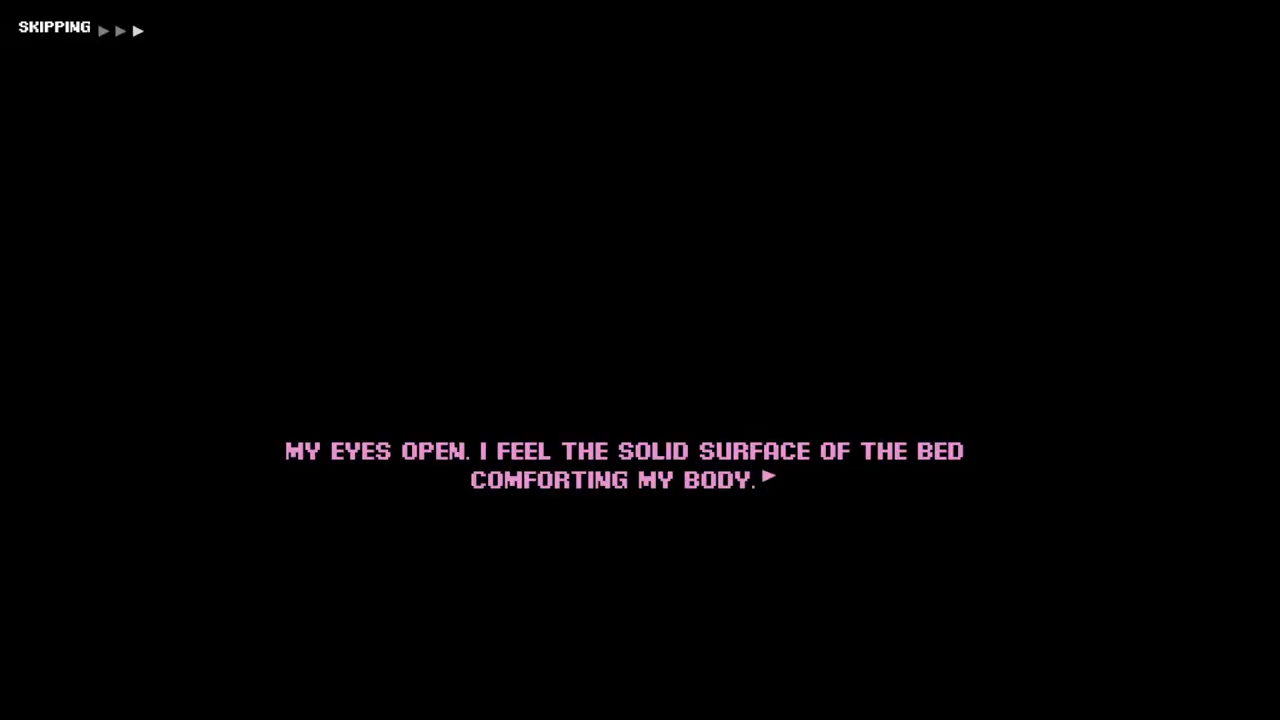 SKIPPING
MY EYES OPEN. I FEEL THE SOLID SURFACE OF THE BED
COMFORTING MY BODY.